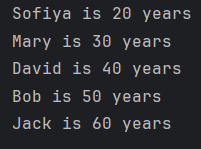 Sofiya is 20 years
Mary is 30 years
David is 40 years
Bob is 50 years
Jack is 60 years